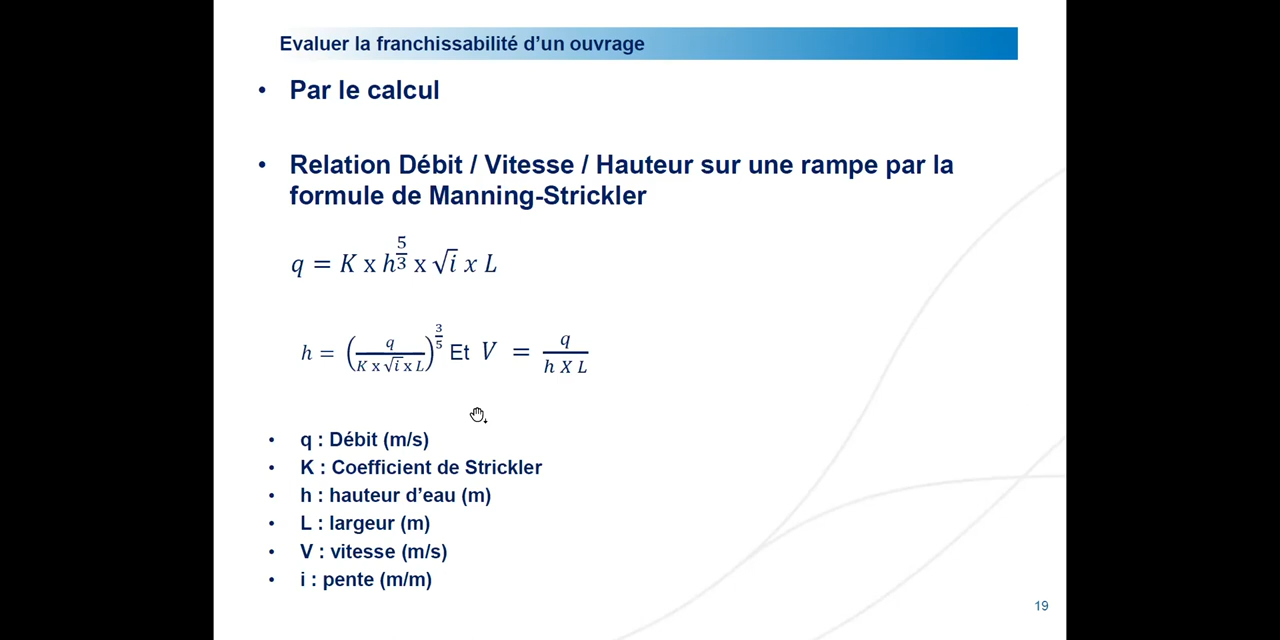 Evaluer la franchissabilité d'un ouvrage
• Par le calcul
• Relation Débit / Vitesse / Hauteur sur une rampe par la
formule de Manning-Strickler
q = K x h^(5/3) x √i x L
h = (q / (K x √i x L))^(3/5) Et V = q / (h X L)
• q : Débit (m/s)
• K : Coefficient de Strickler
• h : hauteur d'eau (m)
• L : largeur (m)
• V : vitesse (m/s)
• i : pente (m/m)
19